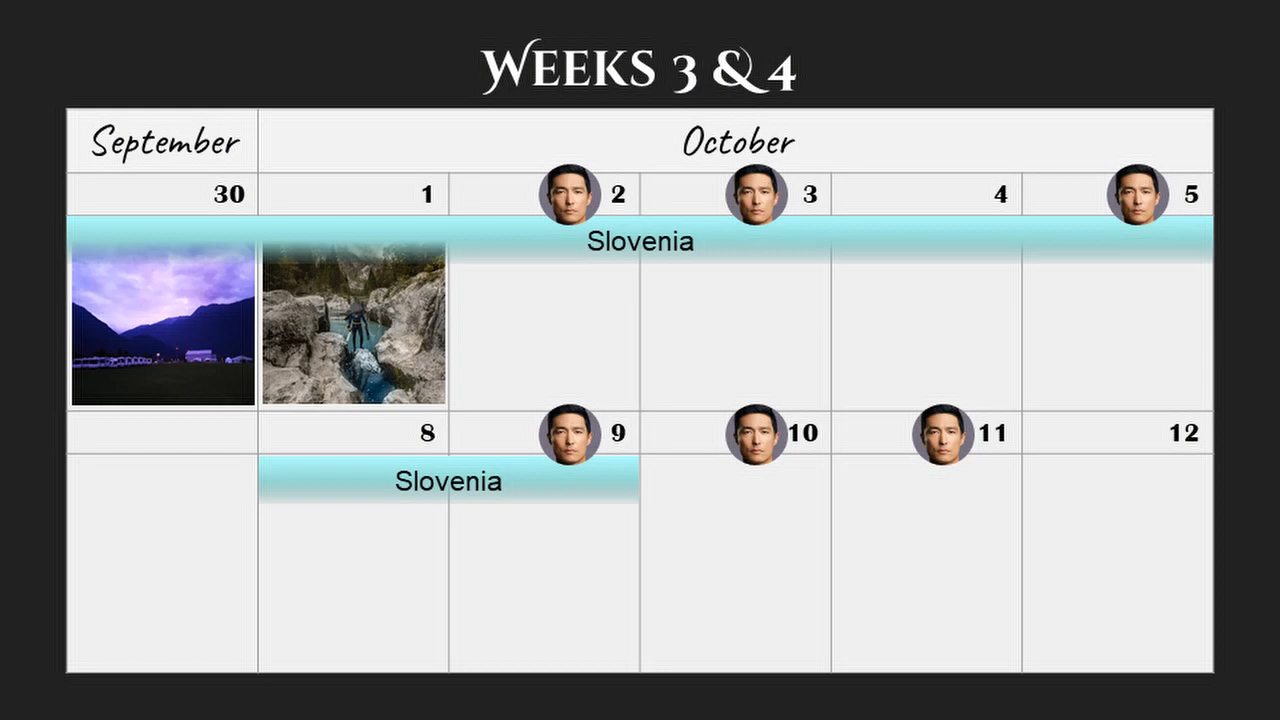 WEEKS 3 & 4
September October
30 1 2 3 4 5
Slovenia
8 9 10 11 12
Slovenia